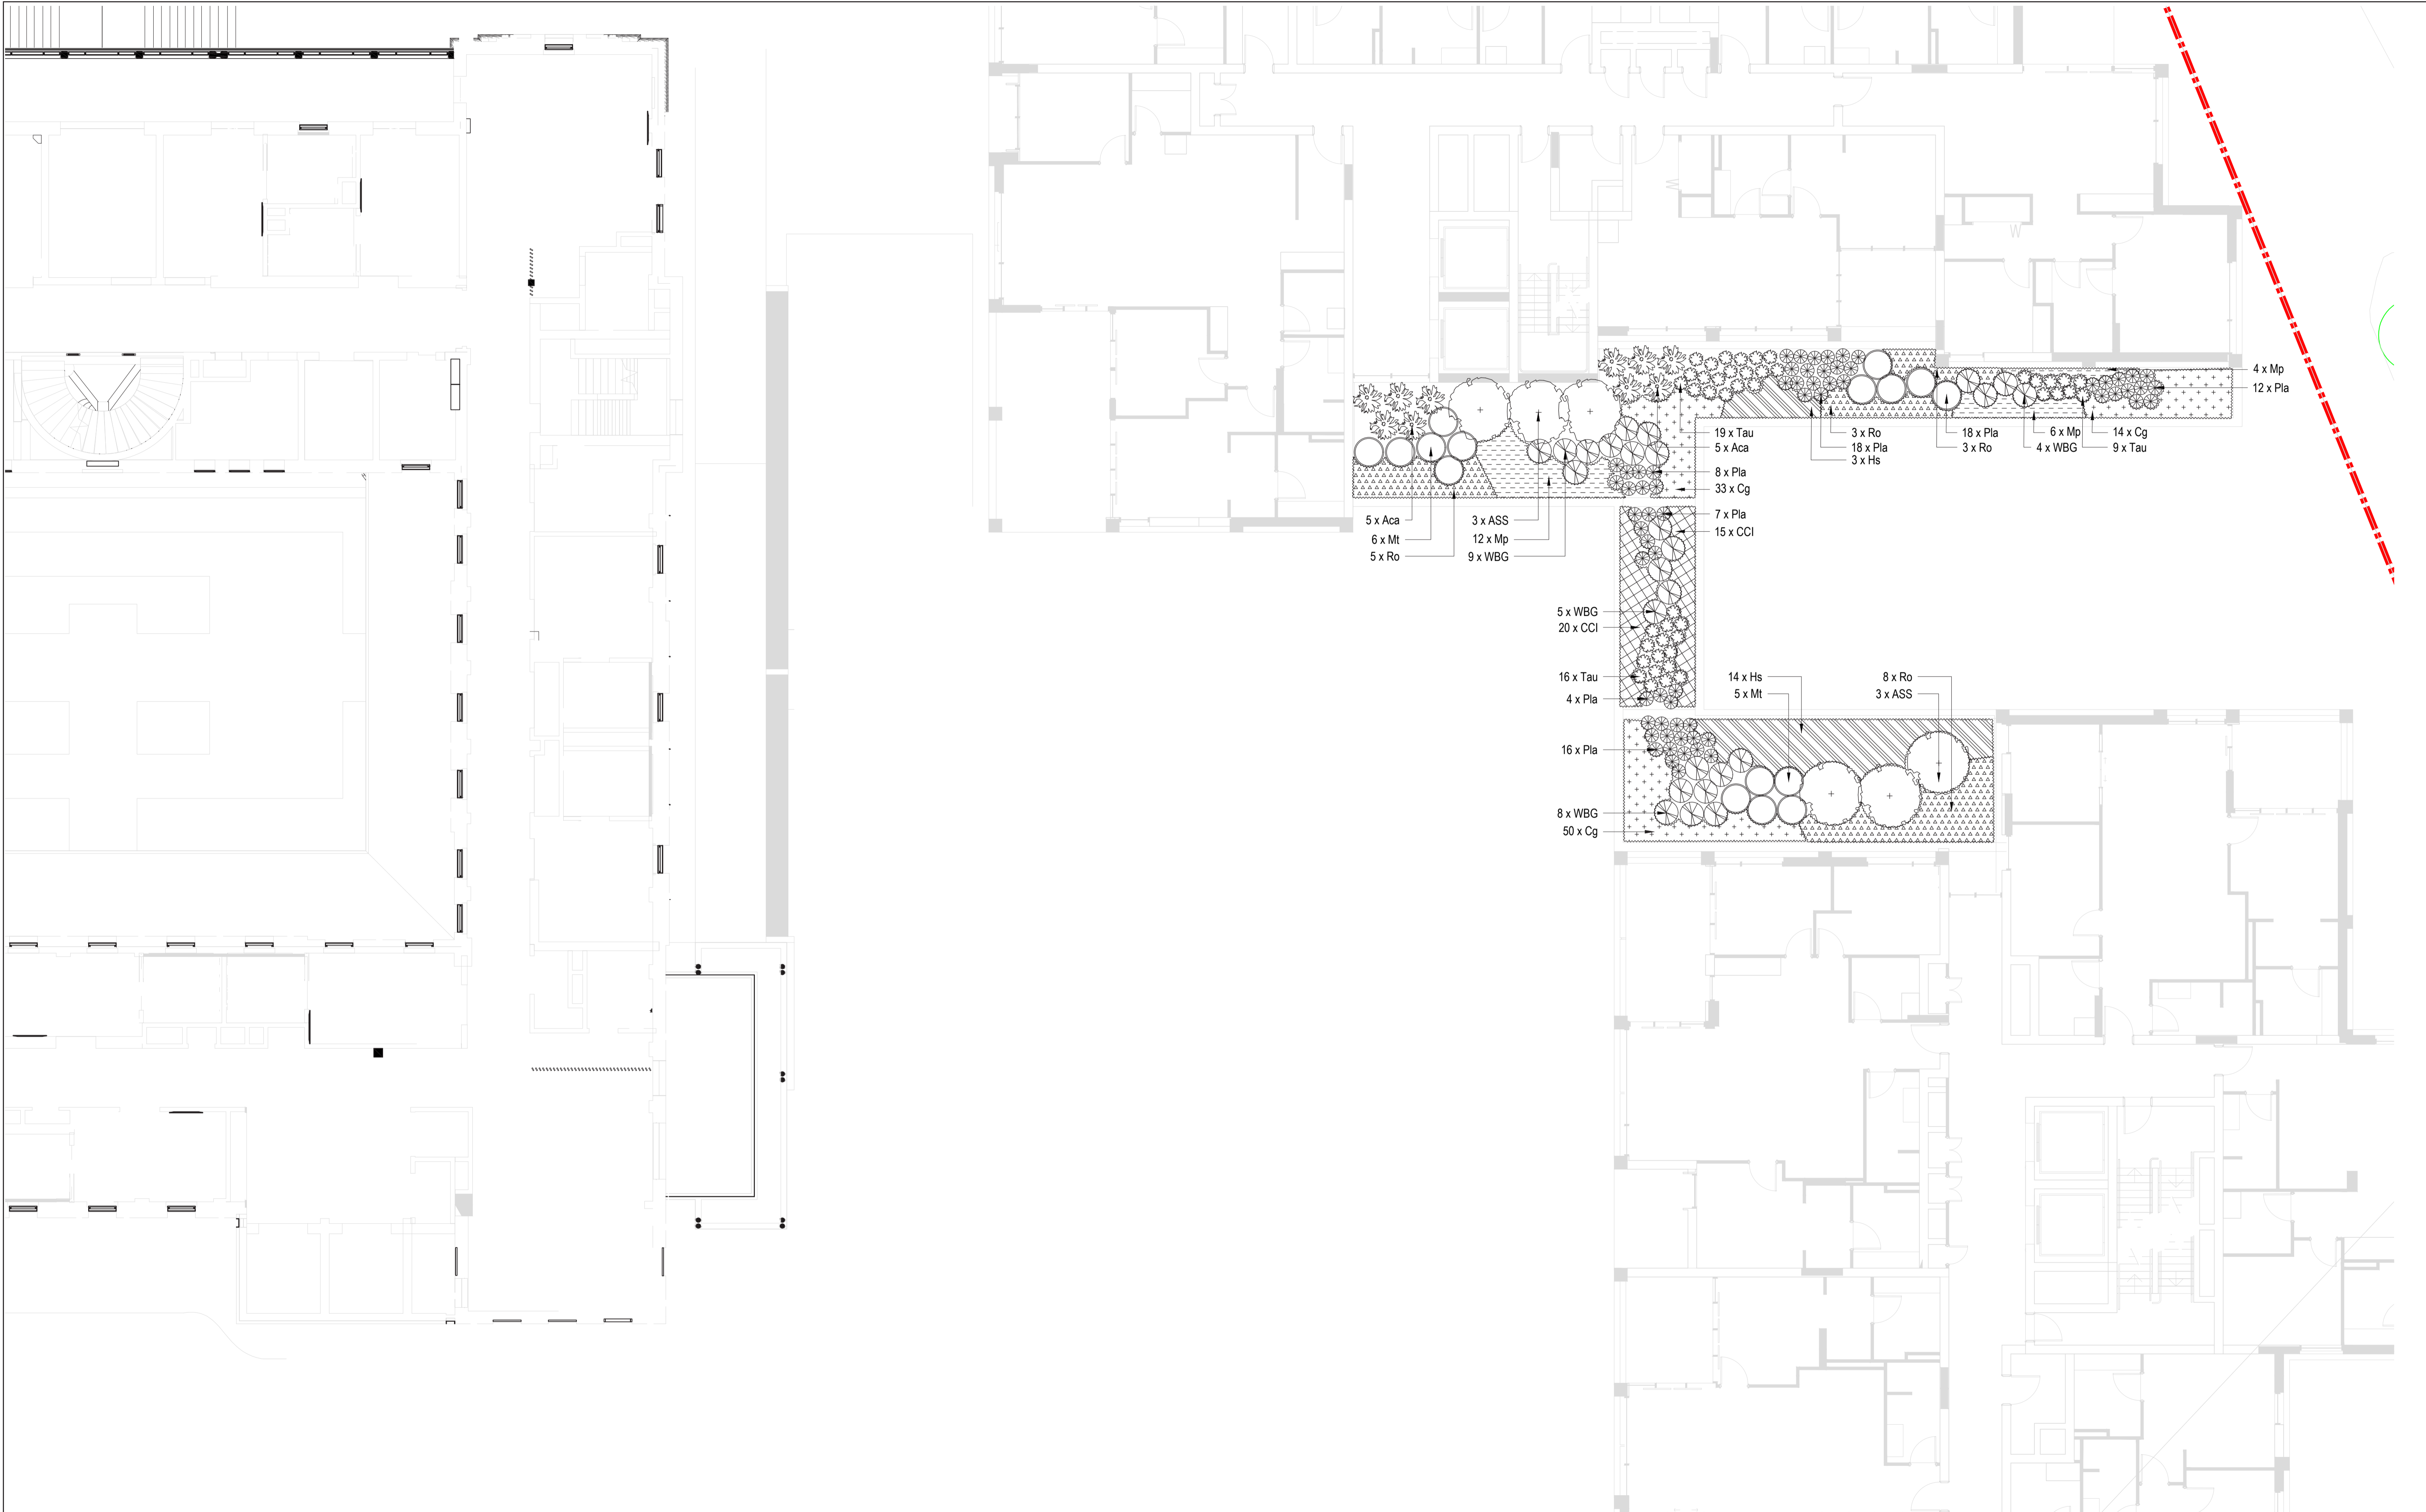 4 x Mp
12 x Pla
19 x Tau
5 x Aca
3 x Ro
18 x Pla
3 x Hs
18 x Pla
3 x Ro
6 x Mp
4 x WBG
14 x Cg
9 x Tau
8 x Pla
33 x Cg
7 x Pla
15 x CCI
5 x Aca
6 x Mt
5 x Ro
3 x ASS
12 x Mp
9 x WBG
5 x WBG
20 x CCI
16 x Tau
4 x Pla
14 x Hs
5 x Mt
8 x Ro
3 x ASS
16 x Pla
8 x WBG
50 x Cg